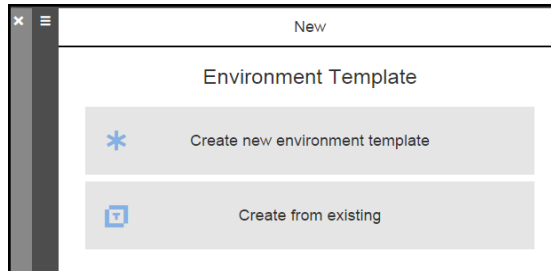 New
Environment Template
Create new environment template
T
Create from existing